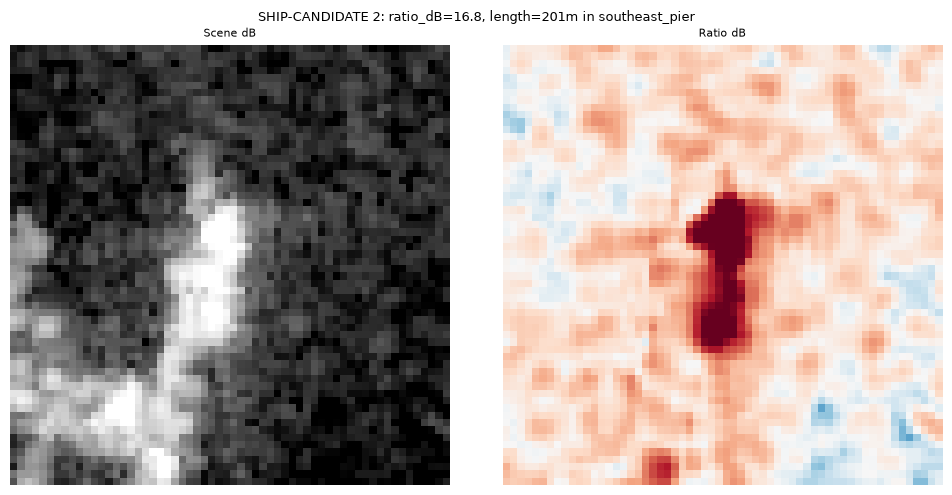 SHIP-CANDIDATE 2: ratio_dB=16.8, length=201m in southeast_pier
Scene dB
Ratio dB